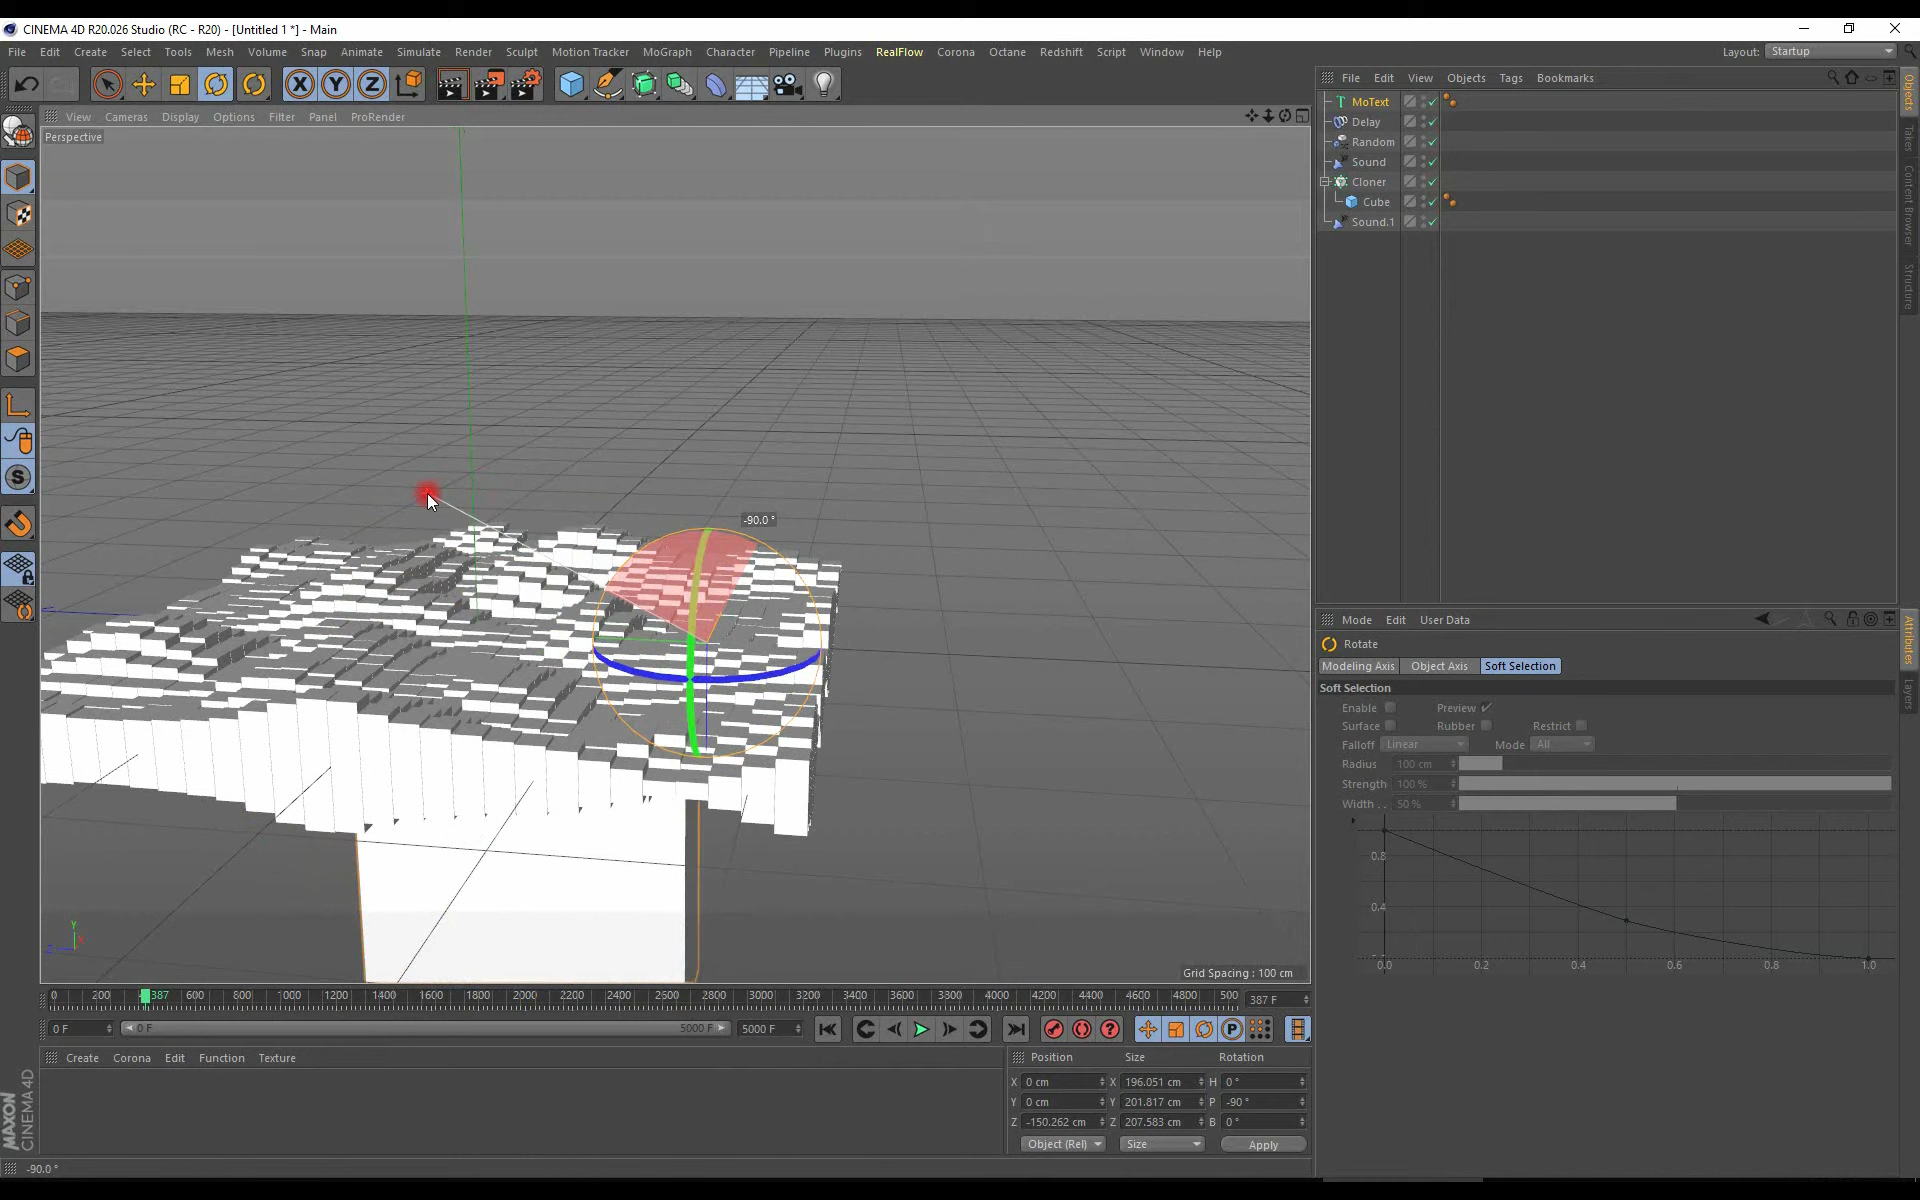 CINEMA 4D R20.026 Studio (RC - R20) - [Untitled 1 *] - Main
File Edit Create Select Tools Mesh Volume Snap Animate Simulate Render Sculpt Motion Tracker MoGraph Character Pipeline Plugins RealFlow Corona Octane Redshift Script Window Help Layout: Startup
X Y Z
File Edit View Objects Tags Bookmarks
View Cameras Display Options Filter Panel ProRender
Perspective
MoText
Delay
Random
Sound
Cloner
Cube
Sound.1
Objects
Takes
Content Browser
Structure
S
-90.0 °
Y
Z
Grid Spacing : 100 cm
Mode Edit User Data
Rotate
Modeling Axis Object Axis Soft Selection
Soft Selection
Enable Preview
Surface Rubber Restrict
Falloff Linear Mode All
Radius 100 cm
Strength 100 %
Width . . 50 %
0.8
0.4
0.0 0.2 0.4 0.6 0.8 1.0
Attributes
Layers
0 200 387 600 800 1000 1200 1400 1600 1800 2000 2200 2400 2600 2800 3000 3200 3400 3600 3800 4000 4200 4400 4600 4800 500 387 F
0 F 0 F 5000 F 5000 F P
Create Corona Edit Function Texture
Position Size Rotation
X 0 cm X 196.051 cm H 0 °
Y 0 cm Y 201.817 cm P -90 °
Z -150.262 cm Z 207.583 cm B 0 °
Object (Rel) Size Apply
MAXON
CINEMA 4D
-90.0 °